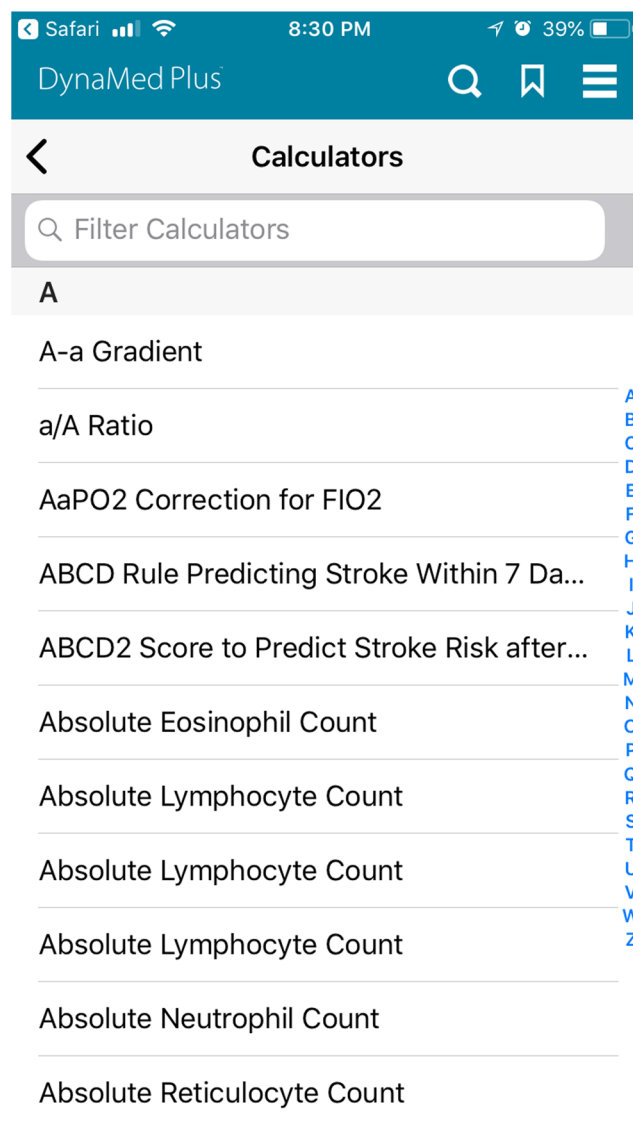 Safari 8:30 PM 39%
DynaMed Plus™
Calculators
Filter Calculators
A
A-a Gradient
a/A Ratio
AaPO2 Correction for FIO2
ABCD Rule Predicting Stroke Within 7 Da...
ABCD2 Score to Predict Stroke Risk after...
Absolute Eosinophil Count
Absolute Lymphocyte Count
Absolute Lymphocyte Count
Absolute Lymphocyte Count
Absolute Neutrophil Count
Absolute Reticulocyte Count
A
B
C
D
E
F
G
H
I
J
K
L
M
N
O
P
Q
R
S
T
U
V
W
Z